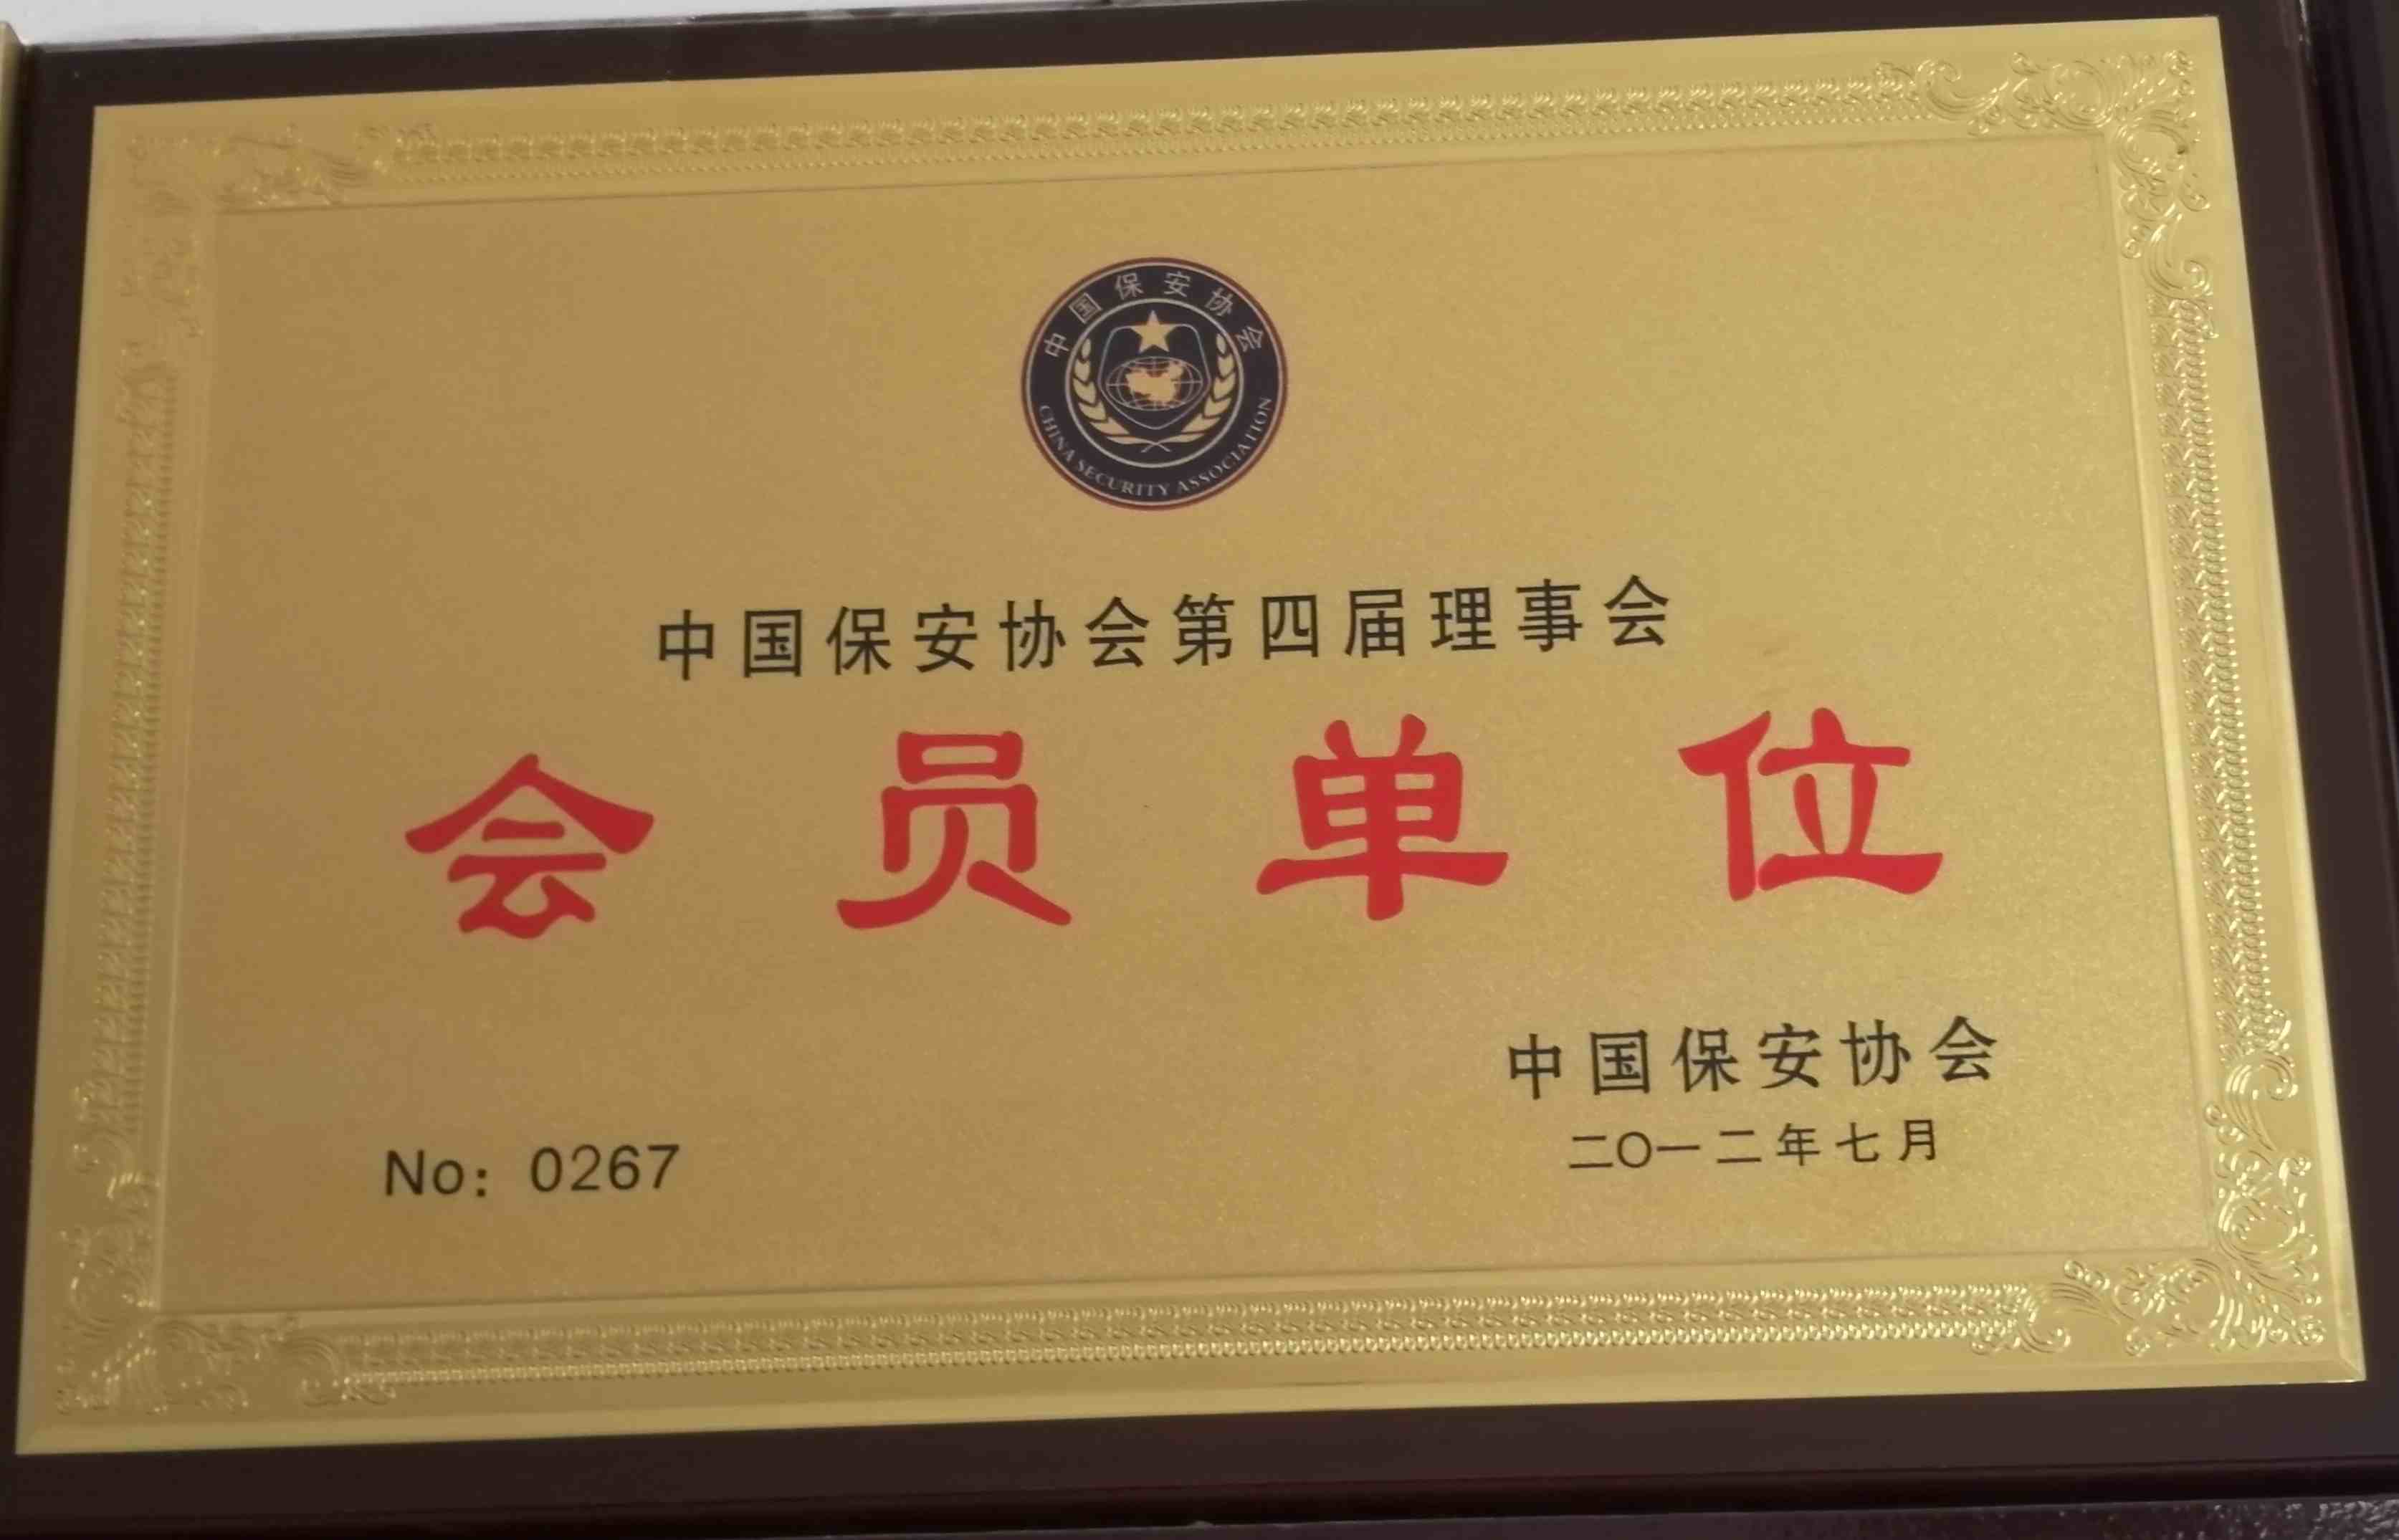 中国保安协会
CHINA SECURITY ASSOCIATION
中国保安协会第四届理事会
会员单位
中国保安协会
No: 0267
二〇一二年七月